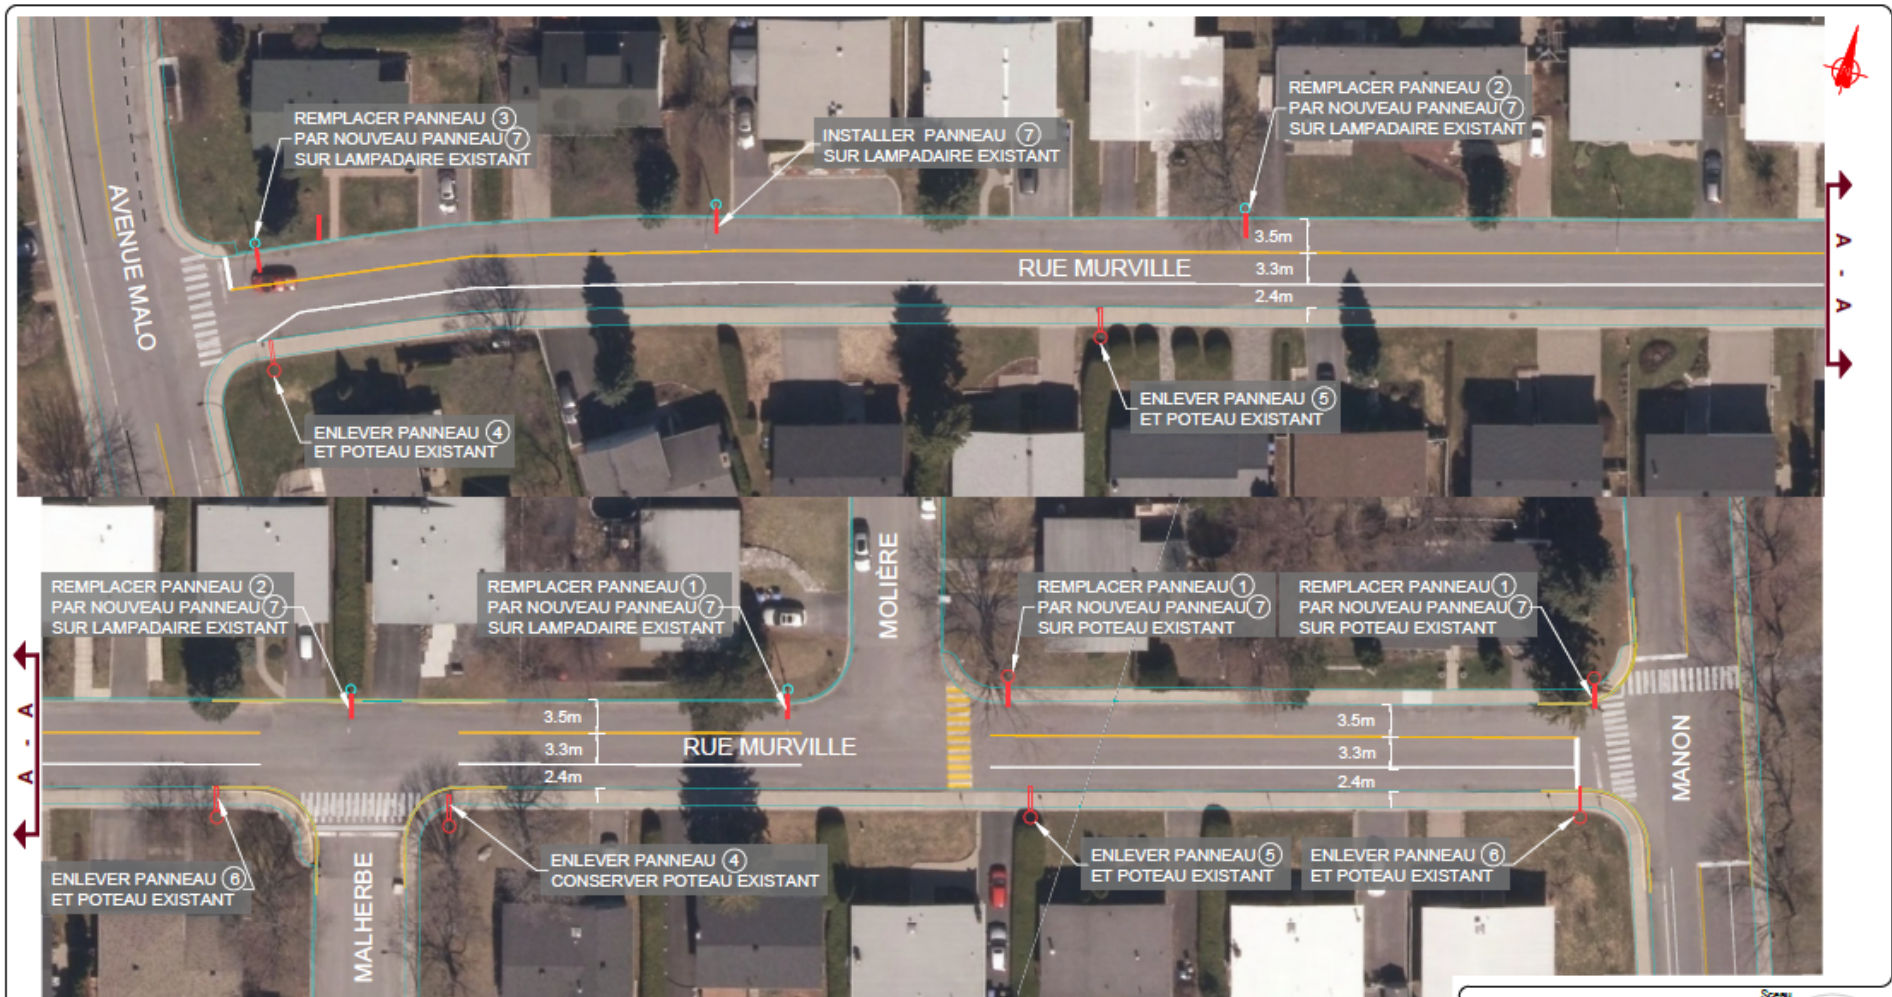 REMPLACER PANNEAU 3
PAR NOUVEAU PANNEAU 7
SUR LAMPADAIRE EXISTANT
INSTALLER PANNEAU 7
SUR LAMPADAIRE EXISTANT
REMPLACER PANNEAU 2
PAR NOUVEAU PANNEAU 7
SUR LAMPADAIRE EXISTANT
AVENUE MALO
3.5m
RUE MURVILLE
3.3m
2.4m
A - A
ENLEVER PANNEAU 4
ET POTEAU EXISTANT
ENLEVER PANNEAU 5
ET POTEAU EXISTANT
REMPLACER PANNEAU 2
PAR NOUVEAU PANNEAU 7
SUR LAMPADAIRE EXISTANT
REMPLACER PANNEAU 1
PAR NOUVEAU PANNEAU 7
SUR LAMPADAIRE EXISTANT
MOLIÈRE
REMPLACER PANNEAU 1
PAR NOUVEAU PANNEAU 7
SUR POTEAU EXISTANT
REMPLACER PANNEAU 1
PAR NOUVEAU PANNEAU 7
SUR POTEAU EXISTANT
A - A
3.5m
3.3m
2.4m
RUE MURVILLE
3.5m
3.3m
2.4m
MANON
ENLEVER PANNEAU 6
ET POTEAU EXISTANT
MALHERBE
ENLEVER PANNEAU 4
CONSERVER POTEAU EXISTANT
ENLEVER PANNEAU 5
ET POTEAU EXISTANT
ENLEVER PANNEAU 6
ET POTEAU EXISTANT
Sceau